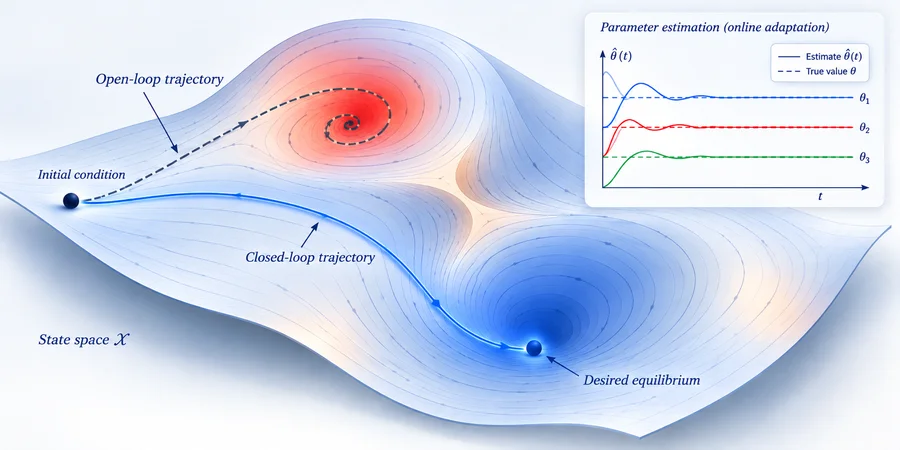 Parameter estimation (online adaptation)
θ̂(t)
Estimate θ̂(t)
True value θ
θ₁
θ₂
θ₃
t
Open-loop trajectory
Initial condition
Closed-loop trajectory
State space 𝒳
Desired equilibrium